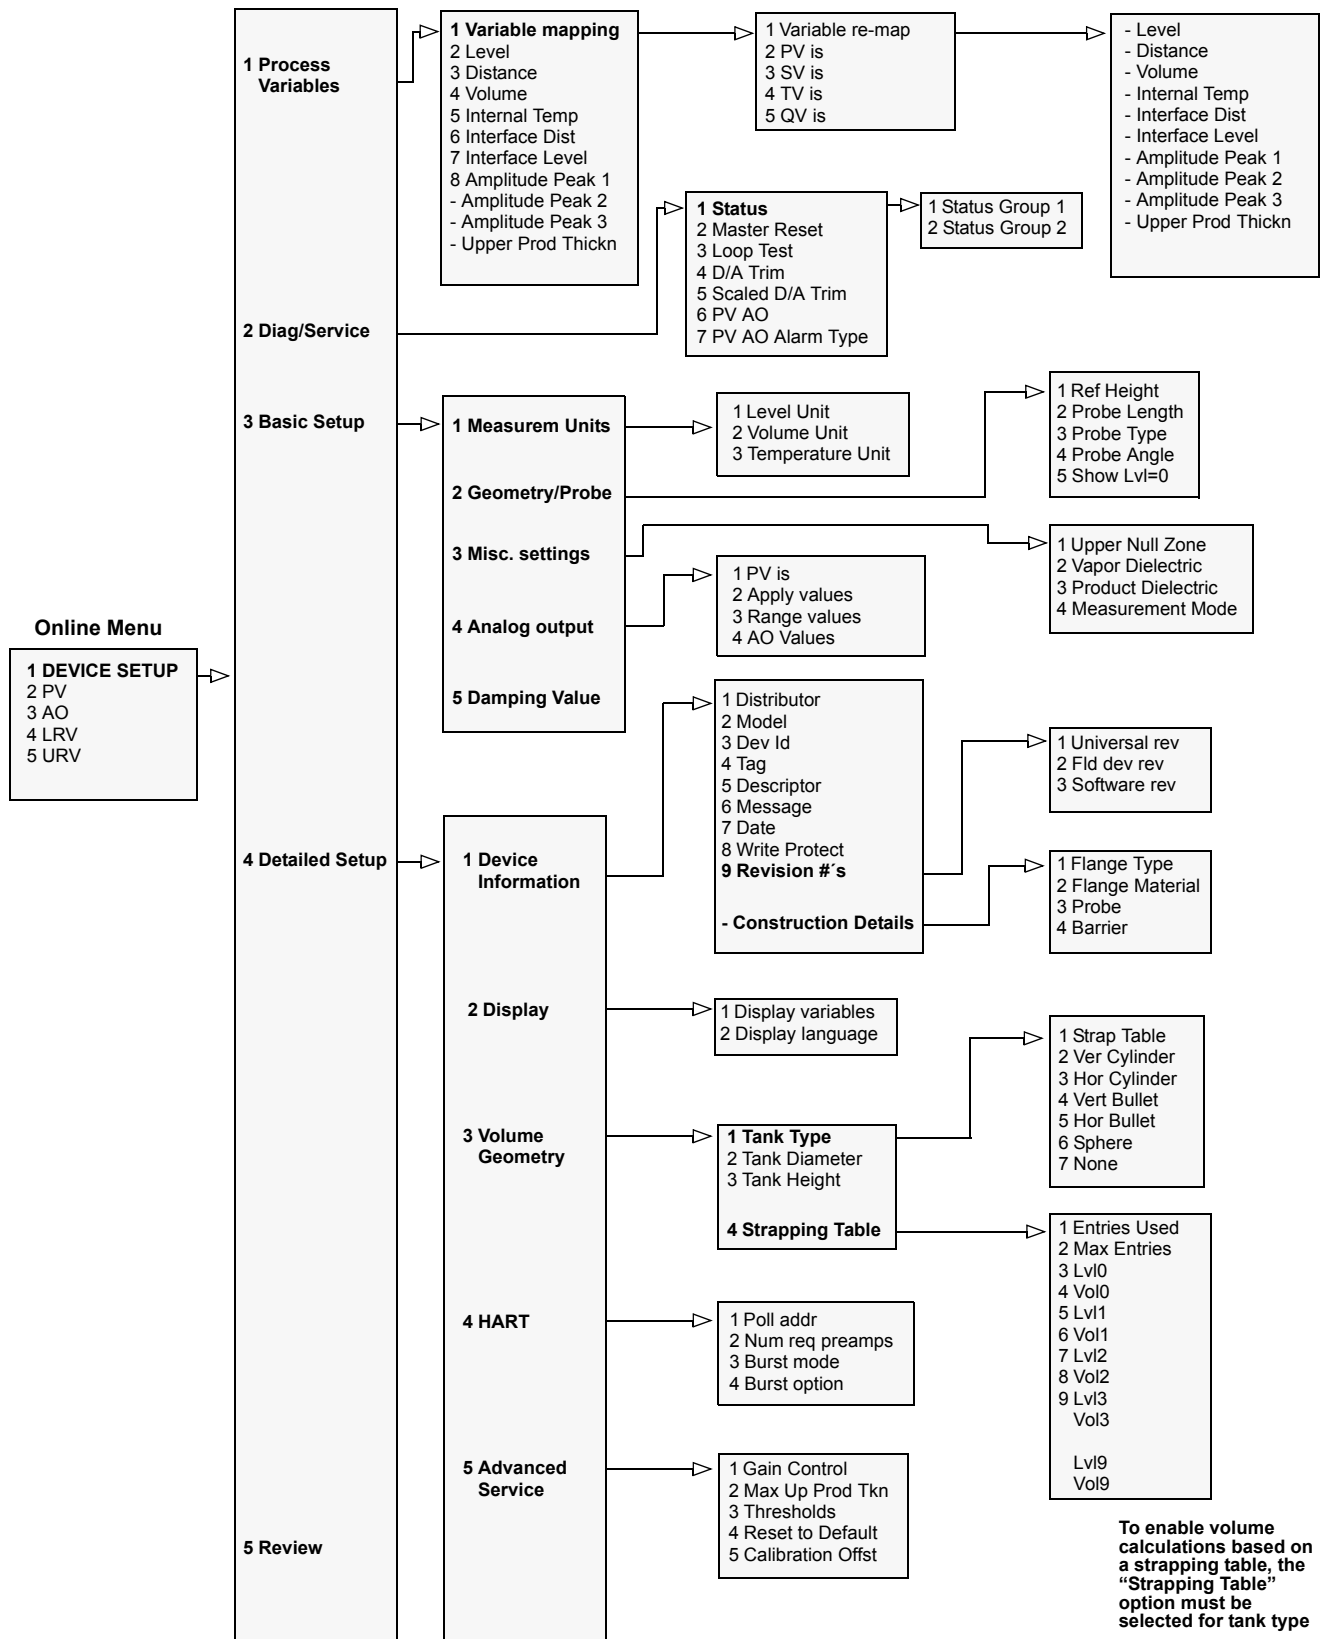 Online Menu
1 DEVICE SETUP
2 PV
3 AO
4 LRV
5 URV
1 Process
Variables
2 Diag/Service
3 Basic Setup
4 Detailed Setup
5 Review
1 Variable mapping
2 Level
3 Distance
4 Volume
5 Internal Temp
6 Interface Dist
7 Interface Level
8 Amplitude Peak 1
- Amplitude Peak 2
- Amplitude Peak 3
- Upper Prod Thickn
1 Variable re-map
2 PV is
3 SV is
4 TV is
5 QV is
- Level
- Distance
- Volume
- Internal Temp
- Interface Dist
- Interface Level
- Amplitude Peak 1
- Amplitude Peak 2
- Amplitude Peak 3
- Upper Prod Thickn
1 Status
2 Master Reset
3 Loop Test
4 D/A Trim
5 Scaled D/A Trim
6 PV AO
7 PV AO Alarm Type
1 Status Group 1
2 Status Group 2
1 Measurem Units
2 Geometry/Probe
3 Misc. settings
4 Analog output
5 Damping Value
1 Level Unit
2 Volume Unit
3 Temperature Unit
1 Ref Height
2 Probe Length
3 Probe Type
4 Probe Angle
5 Show Lvl=0
1 Upper Null Zone
2 Vapor Dielectric
3 Product Dielectric
4 Measurement Mode
1 PV is
2 Apply values
3 Range values
4 AO Values
1 Device
Information
2 Display
3 Volume
Geometry
4 HART
5 Advanced
Service
1 Distributor
2 Model
3 Dev Id
4 Tag
5 Descriptor
6 Message
7 Date
8 Write Protect
9 Revision #´s
- Construction Details
1 Universal rev
2 Fld dev rev
3 Software rev
1 Flange Type
2 Flange Material
3 Probe
4 Barrier
1 Display variables
2 Display language
1 Tank Type
2 Tank Diameter
3 Tank Height
4 Strapping Table
1 Strap Table
2 Ver Cylinder
3 Hor Cylinder
4 Vert Bullet
5 Hor Bullet
6 Sphere
7 None
1 Entries Used
2 Max Entries
3 Lvl0
4 Vol0
5 Lvl1
6 Vol1
7 Lvl2
8 Vol2
9 Lvl3
Vol3
Lvl9
Vol9
1 Poll addr
2 Num req preamps
3 Burst mode
4 Burst option
1 Gain Control
2 Max Up Prod Tkn
3 Thresholds
4 Reset to Default
5 Calibration Offst
To enable volume
calculations based on
a strapping table, the
“Strapping Table”
option must be
selected for tank type